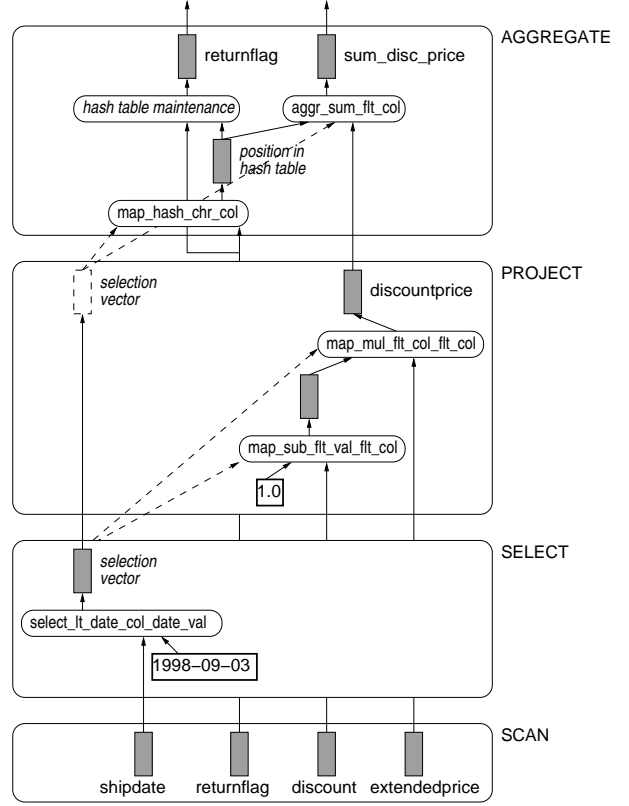 AGGREGATE
returnflag
sum_disc_price
hash table maintenance
aggr_sum_flt_col
position in
hash table
map_hash_chr_col
PROJECT
selection
vector
discountprice
map_mul_flt_col_flt_col
map_sub_flt_val_flt_col
1.0
SELECT
selection
vector
select_lt_date_col_date_val
1998−09−03
SCAN
shipdate
returnflag
discount
extendedprice